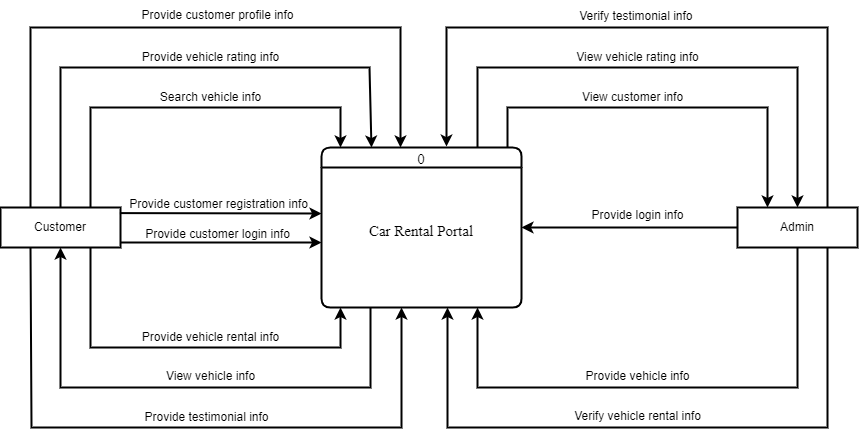 Provide customer profile info
Verify testimonial info
Provide vehicle rating info
View vehicle rating info
Search vehicle info
View customer info
0
Provide customer registration info
Provide login info
Customer
Car Rental Portal
Admin
Provide customer login info
Provide vehicle rental info
View vehicle info
Provide vehicle info
Provide testimonial info
Verify vehicle rental info